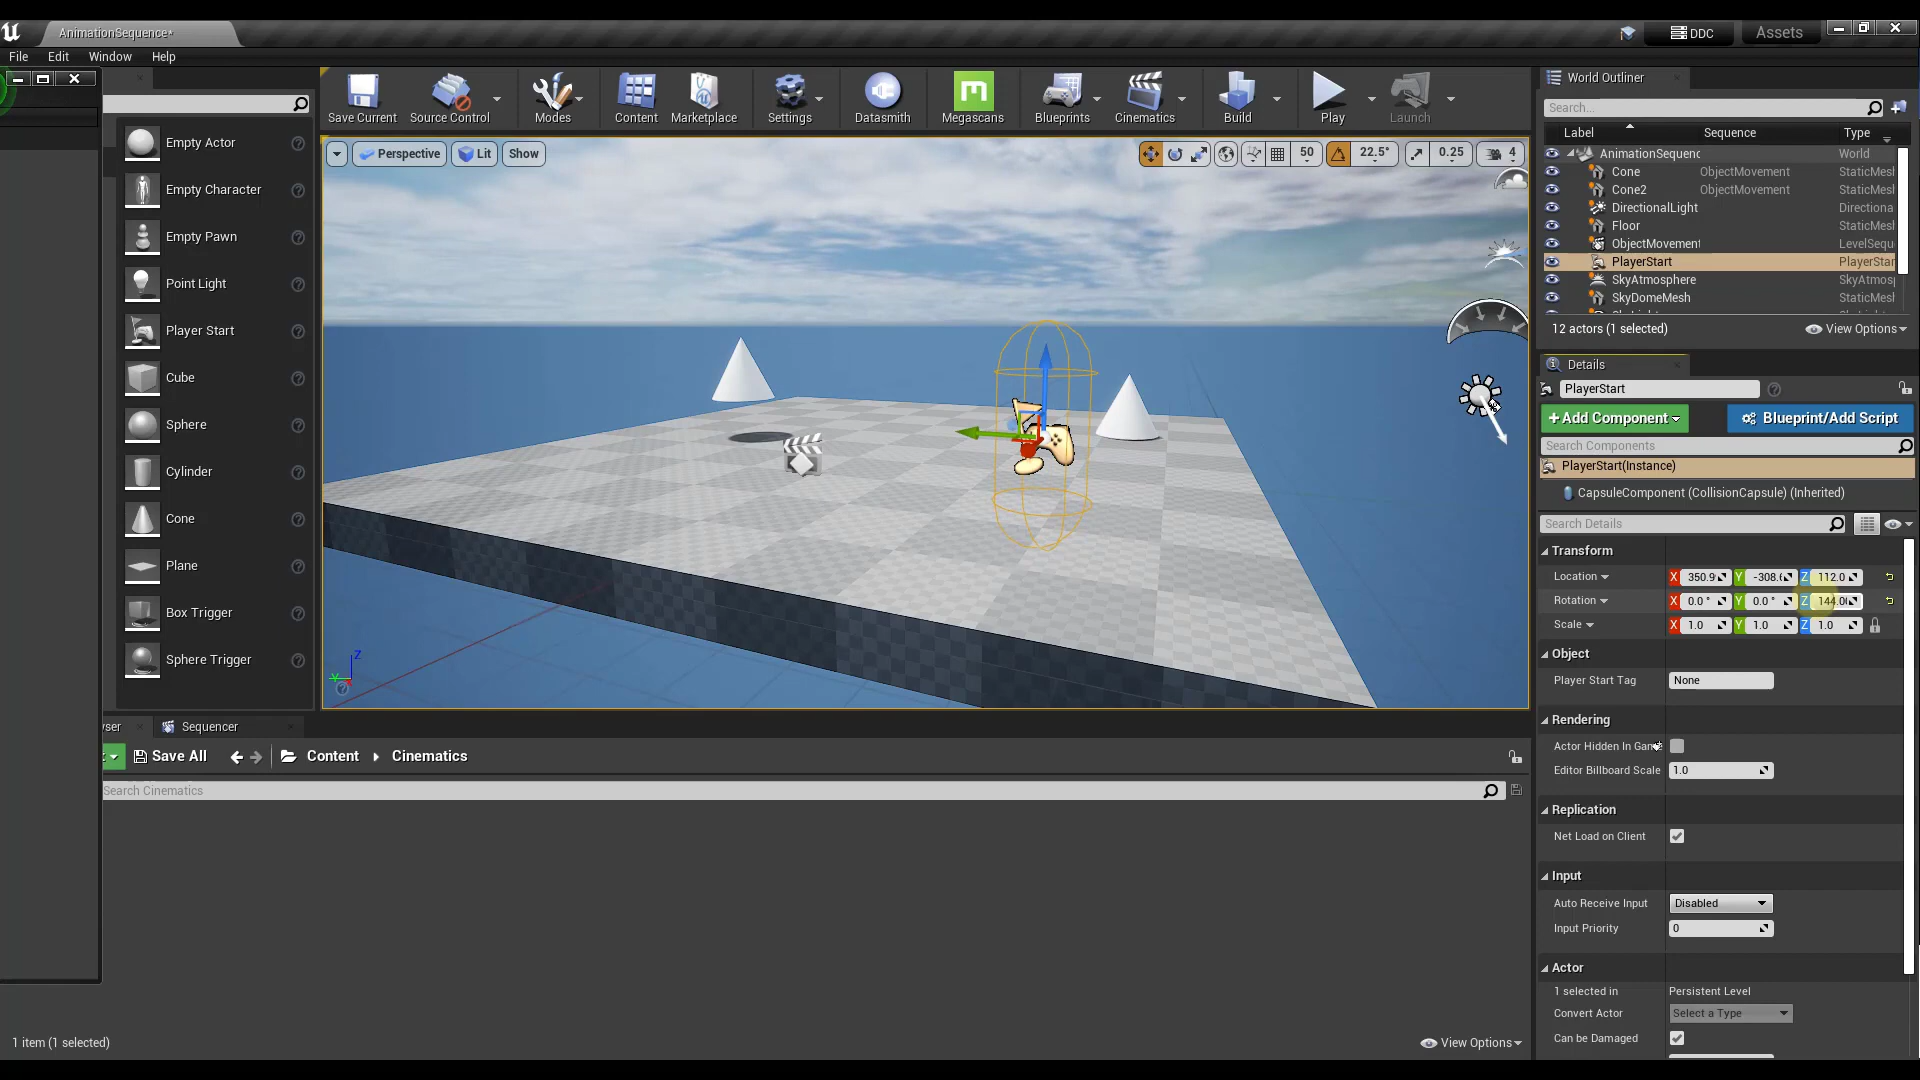 AnimationSequence*
DDC
Assets
File
Edit
Window
Help
Save Current
Source Control
Modes
Content
Marketplace
Settings
Datasmith
Megascans
Blueprints
Cinematics
Build
Play
Launch
World Outliner
Search...
Label
Sequence
Type
AnimationSequenc
World
Cone
ObjectMovement
StaticMesl
Cone2
ObjectMovement
StaticMesl
DirectionalLight
Directiona
Floor
StaticMesl
ObjectMovement
LevelSequ
PlayerStart
PlayerStar
SkyAtmosphere
SkyAtmos
SkyDomeMesh
StaticMesl
12 actors (1 selected)
View Options
Empty Actor
Empty Character
Empty Pawn
Point Light
Player Start
Cube
Sphere
Cylinder
Cone
Plane
Box Trigger
Sphere Trigger
Perspective
Lit
Show
50
22.5°
0.25
4
Z
Y
Details
PlayerStart
+Add Component
Blueprint/Add Script
Search Components
PlayerStart(Instance)
CapsuleComponent (CollisionCapsule) (Inherited)
Search Details
Transform
Location
X 350.9 Y -308.6 Z 112.0
Rotation
X 0.0 ° Y 0.0 ° Z 144.0
Scale
X 1.0 Y 1.0 Z 1.0
Object
Player Start Tag
None
Rendering
Actor Hidden In Game
Editor Billboard Scale
1.0
Replication
Net Load on Client
Input
Auto Receive Input
Disabled
Input Priority
0
Actor
1 selected in
Persistent Level
Convert Actor
Select a Type
Can be Damaged
wser
Sequencer
Save All
Content
Cinematics
Search Cinematics
1 item (1 selected)
View Options